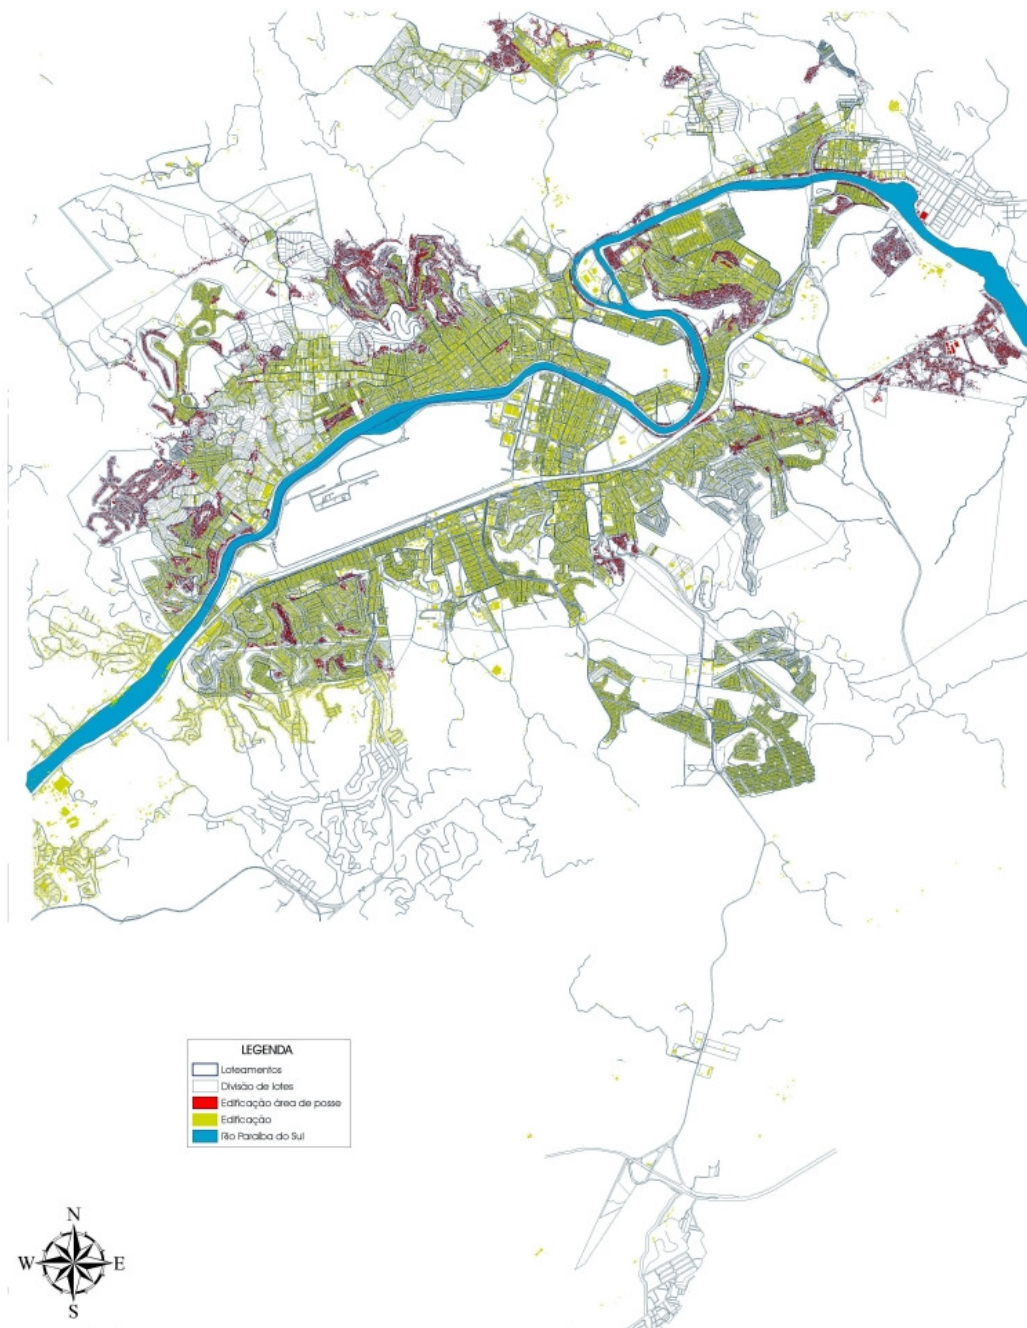 LEGENDA
Loteamentos
Divisão de lotes
Edificação área de posse
Edificação
Rio Paraíba do Sul
N
W E
S